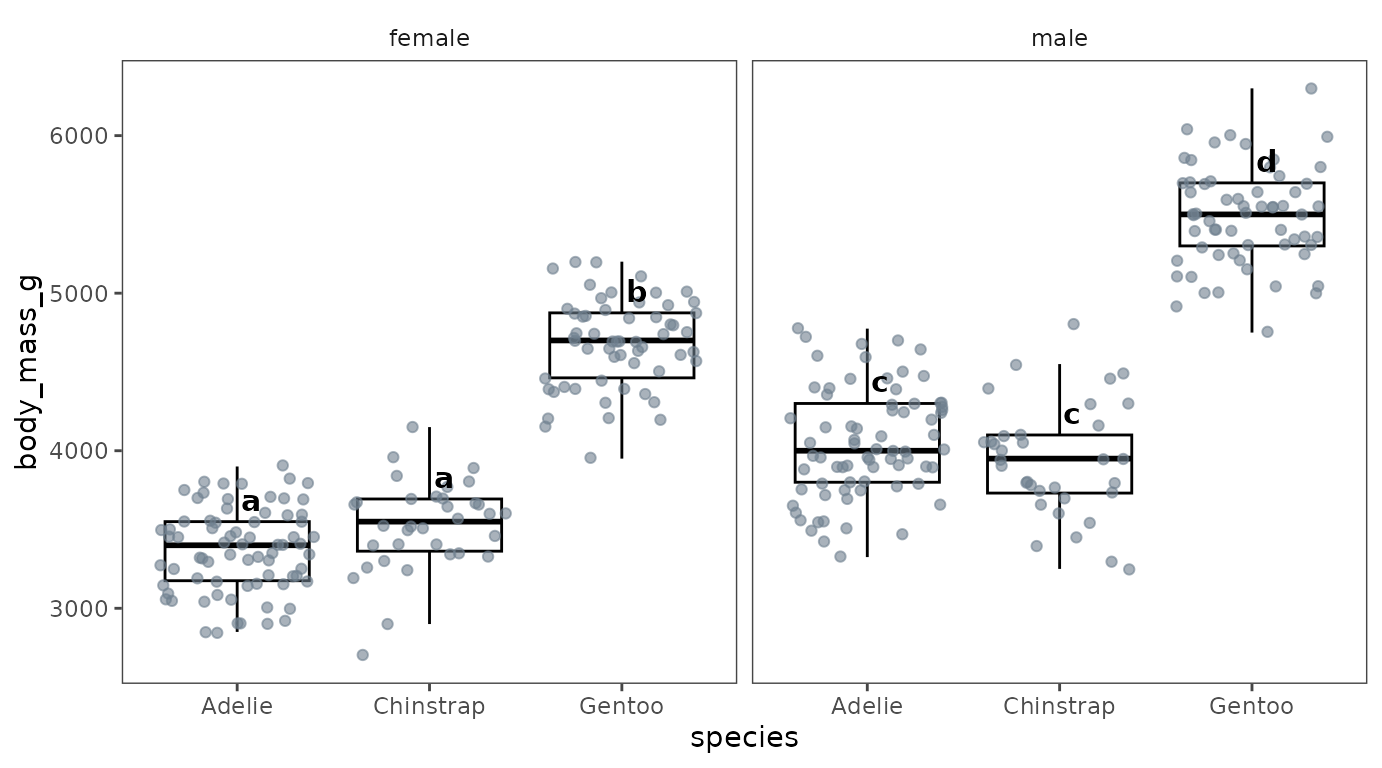 female
male
body_mass_g
6000
5000
4000
3000
a
a
b
c
c
d
Adelie
Chinstrap
Gentoo
Adelie
Chinstrap
Gentoo
species